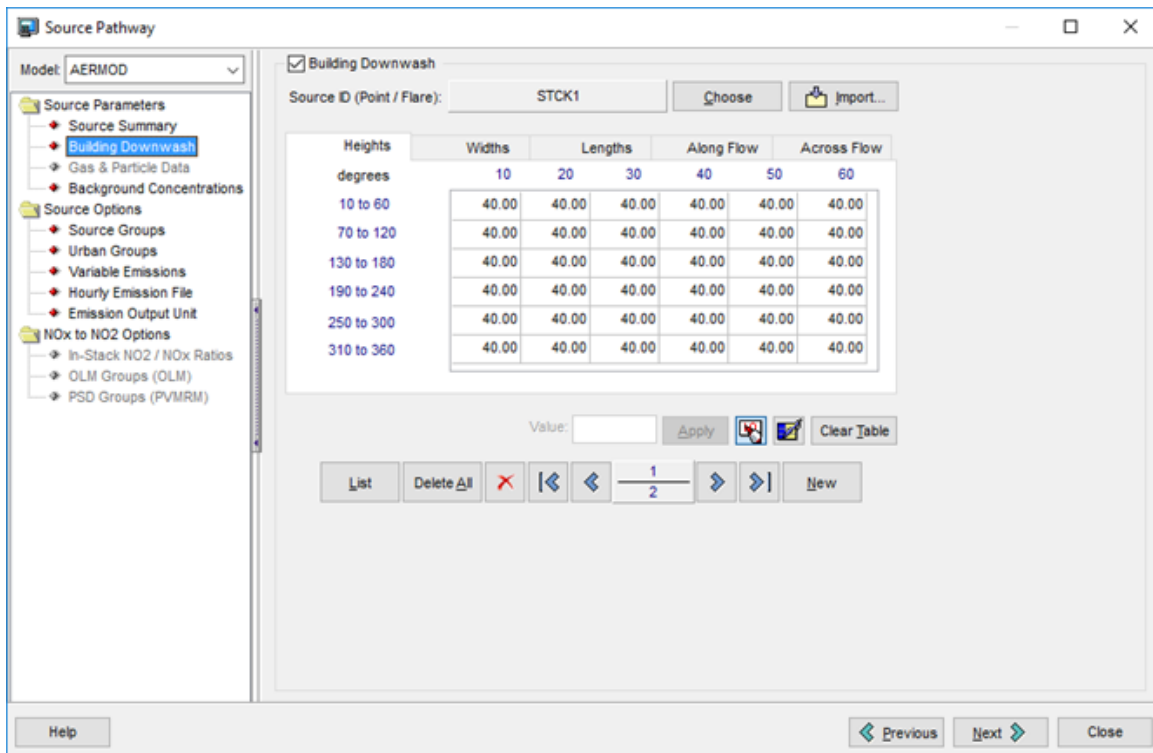 Source Pathway
Model: AERMOD
Source Parameters
Source Summary
Building Downwash
Gas & Particle Data
Background Concentrations
Source Options
Source Groups
Urban Groups
Variable Emissions
Hourly Emission File
Emission Output Unit
NOx to NO2 Options
In-Stack NO2 / NOx Ratios
OLM Groups (OLM)
PSD Groups (PVMRM)
Building Downwash
Source ID (Point / Flare): STCK1 Choose Import...
Heights Widths Lengths Along Flow Across Flow
degrees 10 20 30 40 50 60
10 to 60 40.00 40.00 40.00 40.00 40.00 40.00
70 to 120 40.00 40.00 40.00 40.00 40.00 40.00
130 to 180 40.00 40.00 40.00 40.00 40.00 40.00
190 to 240 40.00 40.00 40.00 40.00 40.00 40.00
250 to 300 40.00 40.00 40.00 40.00 40.00 40.00
310 to 360 40.00 40.00 40.00 40.00 40.00 40.00
Value: Apply Clear Table
List Delete All 1 New
2
Help Previous Next Close